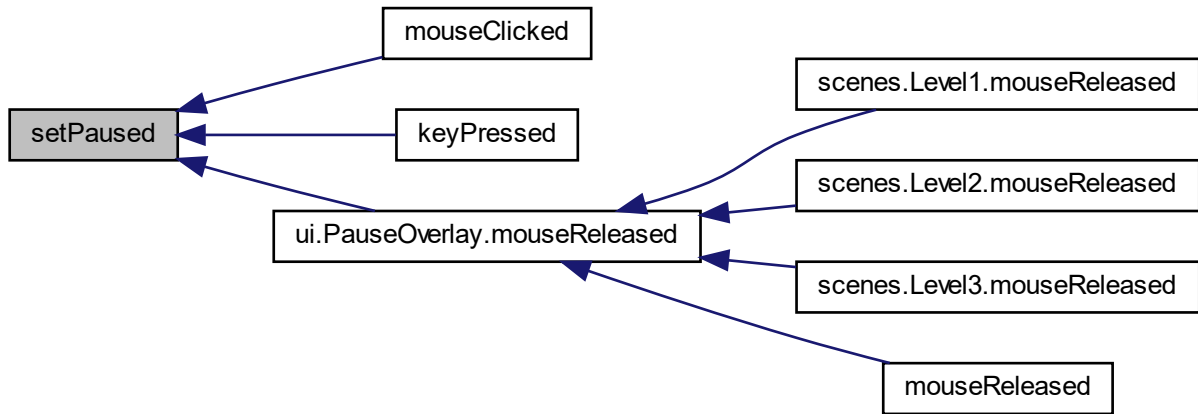 mouseClicked
scenes.Level1.mouseReleased
setPaused
keyPressed
scenes.Level2.mouseReleased
ui.PauseOverlay.mouseReleased
scenes.Level3.mouseReleased
mouseReleased